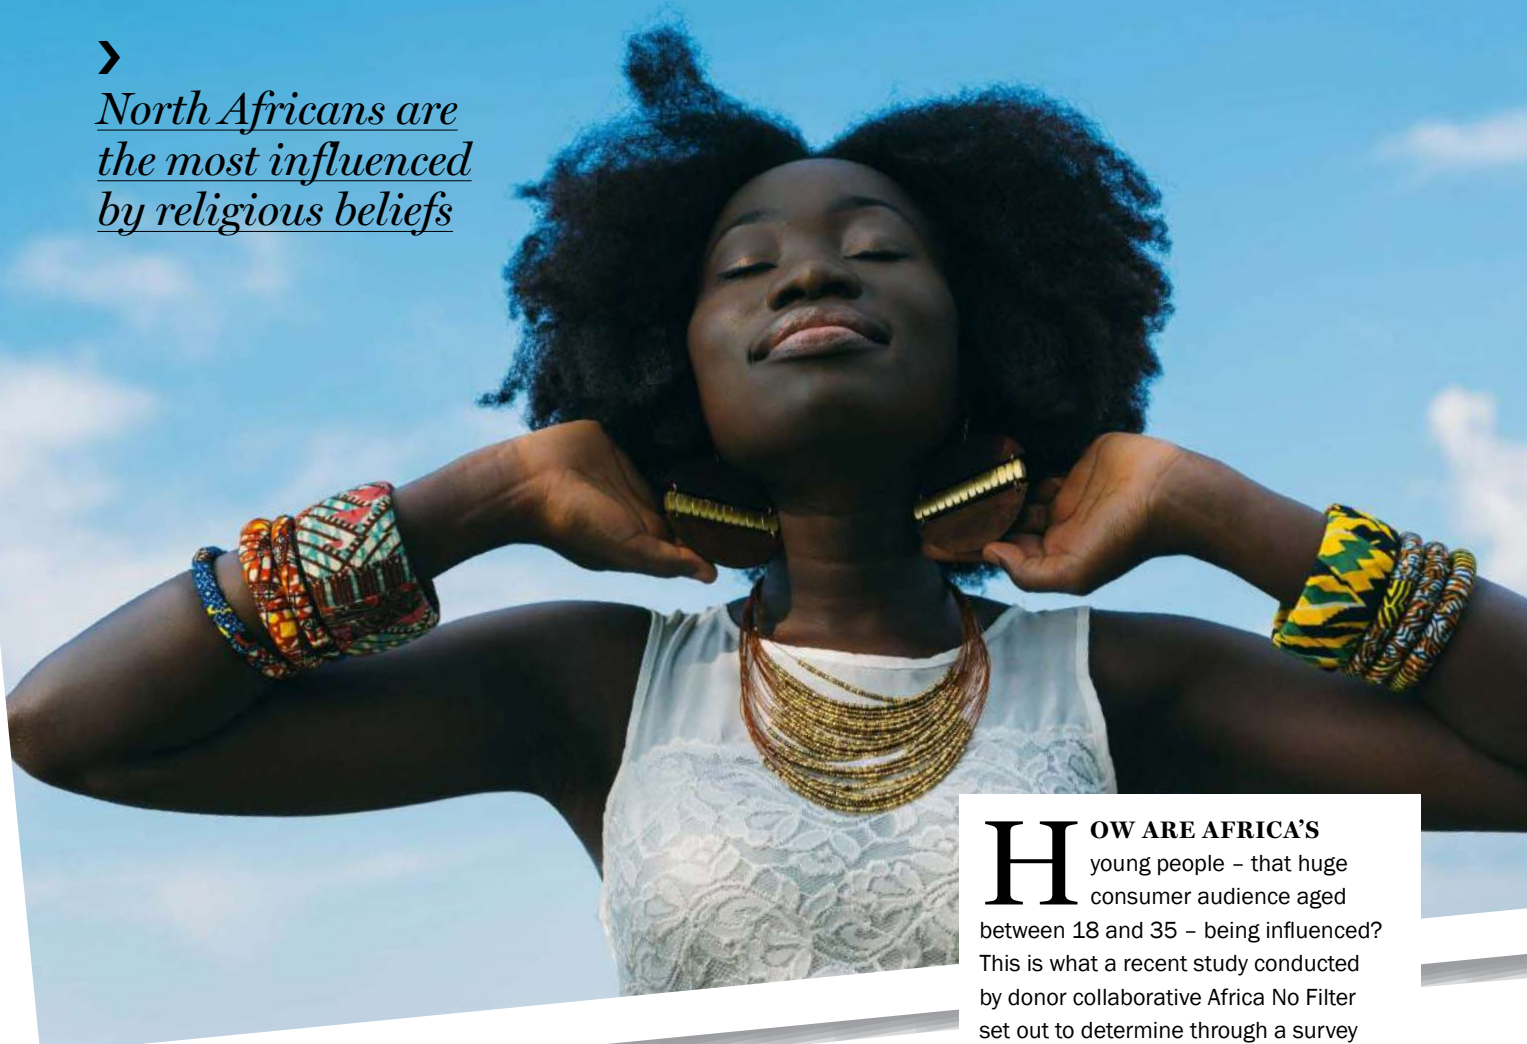 North Africans are
the most influenced
by religious beliefs
HOW ARE AFRICA’S
young people – that huge
consumer audience aged
between 18 and 35 – being influenced?
This is what a recent study conducted
by donor collaborative Africa No Filter
set out to determine through a survey